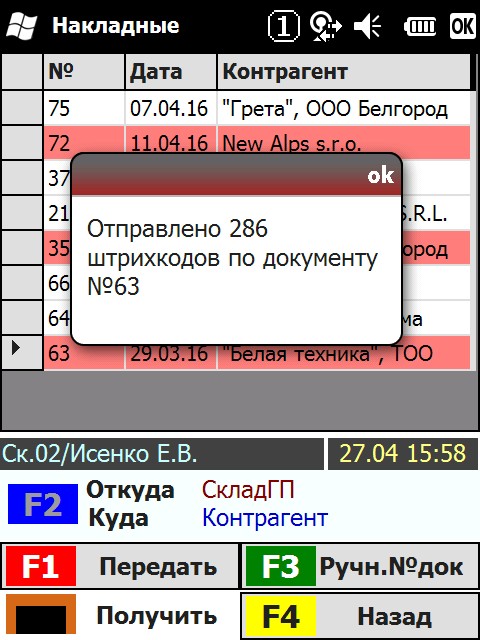 Накладные 1 OK
№ Дата Контрагент
75 07.04.16 "Грета", ООО Белгород
72 11.04.16 New Alps s.r.o.
37
21 S.R.L.
35 ород
66
64 ма
63 29.03.16 "Белая техника", ТОО
ok
Отправлено 286
штрихкодов по документу
№63
Ск.02/Исенко Е.В. 27.04 15:58
F2 Откуда СкладГП
Куда Контрагент
F1 Передать F3 Ручн.№док
Получить F4 Назад